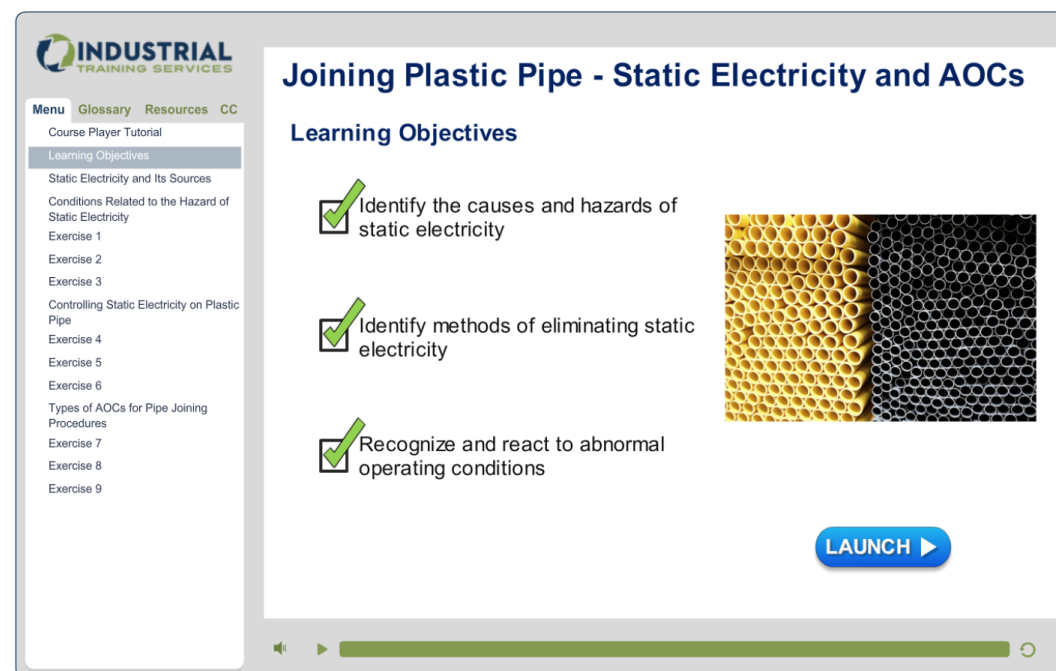 INDUSTRIAL
TRAINING SERVICES
Menu Glossary Resources CC
Course Player Tutorial
Learning Objectives
Static Electricity and Its Sources
Conditions Related to the Hazard of
Static Electricity
Exercise 1
Exercise 2
Exercise 3
Controlling Static Electricity on Plastic
Pipe
Exercise 4
Exercise 5
Exercise 6
Types of AOCs for Pipe Joining
Procedures
Exercise 7
Exercise 8
Exercise 9
Joining Plastic Pipe - Static Electricity and AOCs
Learning Objectives
Identify the causes and hazards of
static electricity
Identify methods of eliminating static
electricity
Recognize and react to abnormal
operating conditions
LAUNCH